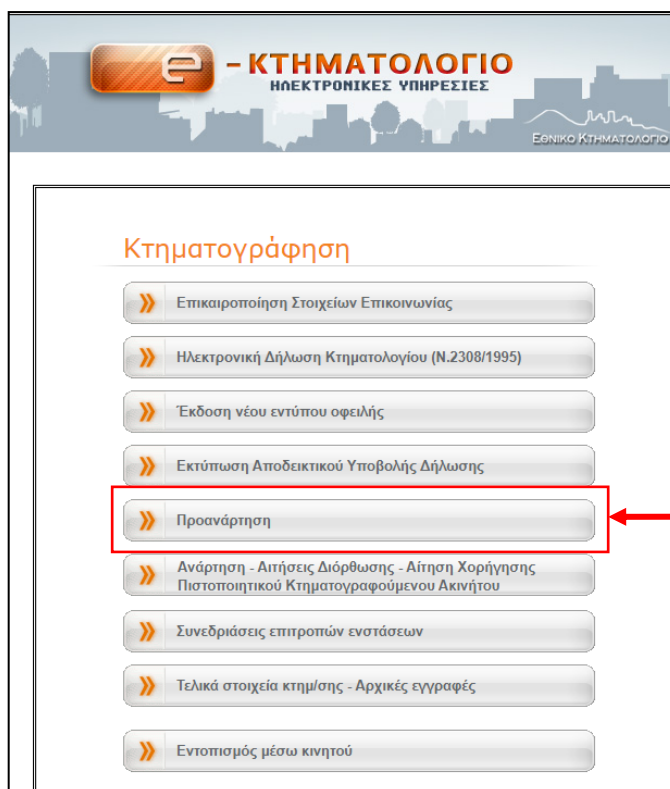 e - ΚΤΗΜΑΤΟΛΟΓΙΟ
ΗΛΕΚΤΡΟΝΙΚΕΣ ΥΠΗΡΕΣΙΕΣ
ΕΘΝΙΚΟ ΚΤΗΜΑΤΟΛΟΓΙΟ
Κτηματογράφηση
Επικαιροποίηση Στοιχείων Επικοινωνίας
Ηλεκτρονική Δήλωση Κτηματολογίου (Ν.2308/1995)
Έκδοση νέου εντύπου οφειλής
Εκτύπωση Αποδεικτικού Υποβολής Δήλωσης
Προανάρτηση
Ανάρτηση - Αιτήσεις Διόρθωσης - Αίτηση Χορήγησης
Πιστοποιητικού Κτηματογραφούμενου Ακινήτου
Συνεδριάσεις επιτροπών ενστάσεων
Τελικά στοιχεία κτημ/σης - Αρχικές εγγραφές
Εντοπισμός μέσω κινητού